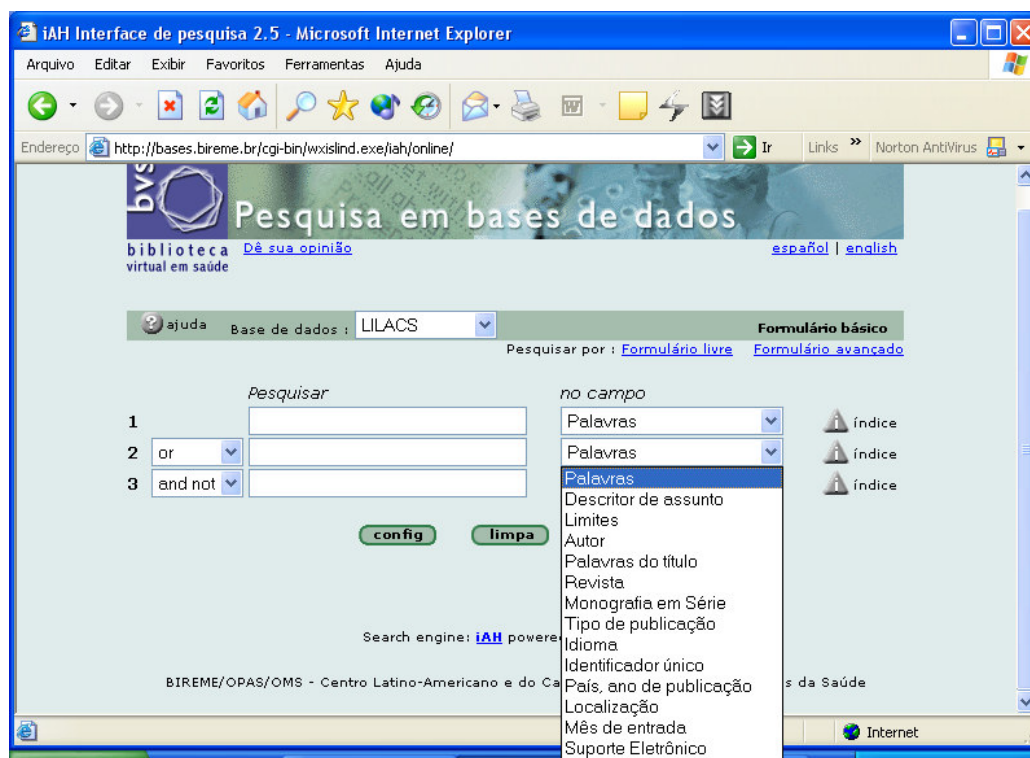 iAH Interface de pesquisa 2.5 - Microsoft Internet Explorer
Arquivo Editar Exibir Favoritos Ferramentas Ajuda
Endereço http://bases.bireme.br/cgi-bin/wxislind.exe/iah/online/ Ir Links » Norton AntiVirus
bvs
Pesquisa em bases de dados
biblioteca Dê sua opinião español | english
virtual em saúde
ajuda Base de dados : LILACS Formulário básico
Pesquisar por : Formulário livre Formulário avançado
Pesquisar no campo
1 Palavras índice
2 or Palavras índice
3 and not índice
Palavras
Descritor de assunto
Limites
config limpa
Autor
Palavras do título
Revista
Monografia em Série
Tipo de publicação
Search engine: iAH powere
Idioma
Identificador único
BIREME/OPAS/OMS - Centro Latino-Americano e do Ca s da Saúde
País, ano de publicação
Localização
Mês de entrada
Internet
Suporte Eletrônico